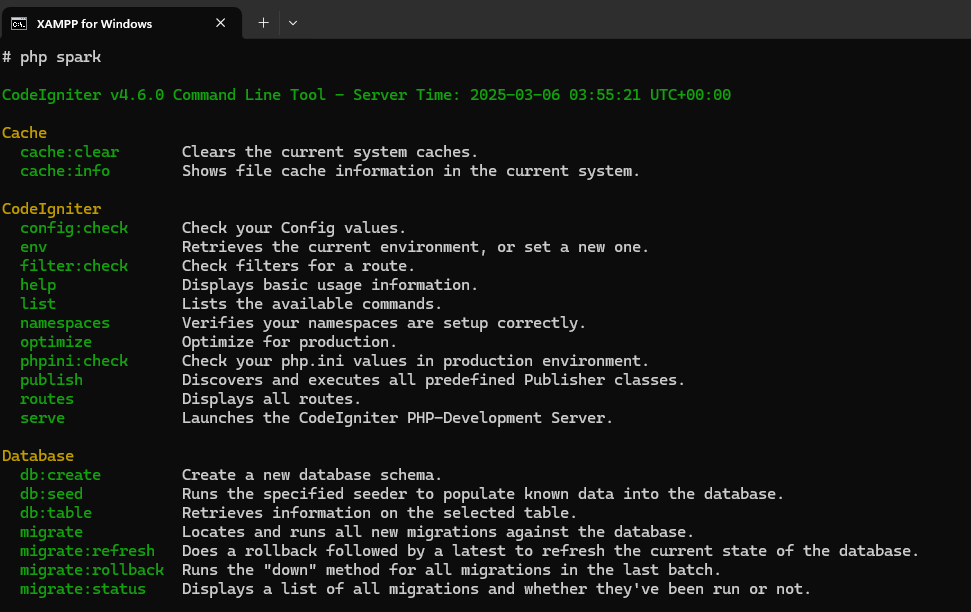 XAMPP for Windows
# php spark
CodeIgniter v4.6.0 Command Line Tool - Server Time: 2025-03-06 03:55:21 UTC+00:00
Cache
cache:clear Clears the current system caches.
cache:info Shows file cache information in the current system.
CodeIgniter
config:check Check your Config values.
env Retrieves the current environment, or set a new one.
filter:check Check filters for a route.
help Displays basic usage information.
list Lists the available commands.
namespaces Verifies your namespaces are setup correctly.
optimize Optimize for production.
phpini:check Check your php.ini values in production environment.
publish Discovers and executes all predefined Publisher classes.
routes Displays all routes.
serve Launches the CodeIgniter PHP-Development Server.
Database
db:create Create a new database schema.
db:seed Runs the specified seeder to populate known data into the database.
db:table Retrieves information on the selected table.
migrate Locates and runs all new migrations against the database.
migrate:refresh Does a rollback followed by a latest to refresh the current state of the database.
migrate:rollback Runs the "down" method for all migrations in the last batch.
migrate:status Displays a list of all migrations and whether they've been run or not.